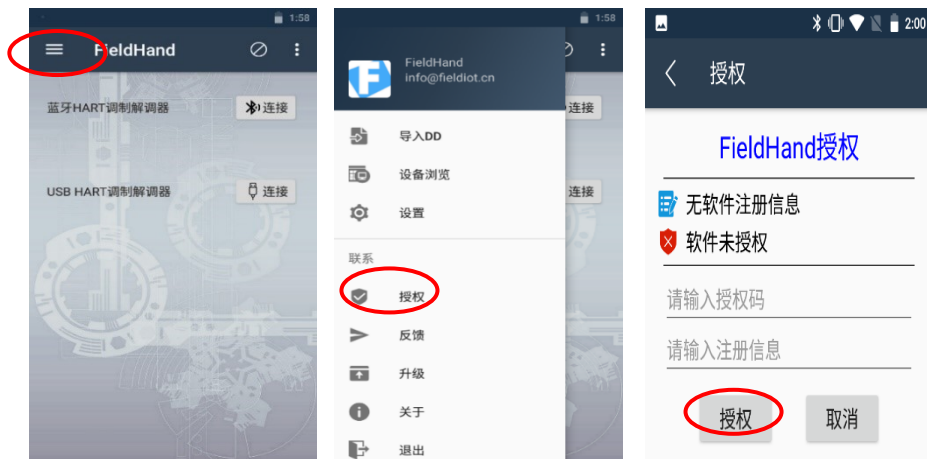 1:58
FieldHand
蓝牙HART调制解调器
连接
USB HART调制解调器
连接
1:58
FieldHand
info@fieldiot.cn
连接
导入DD
设备浏览
连接
设置
联系
授权
反馈
升级
关于
退出
2:00
授权
FieldHand授权
无软件注册信息
软件未授权
请输入授权码
请输入注册信息
授权
取消